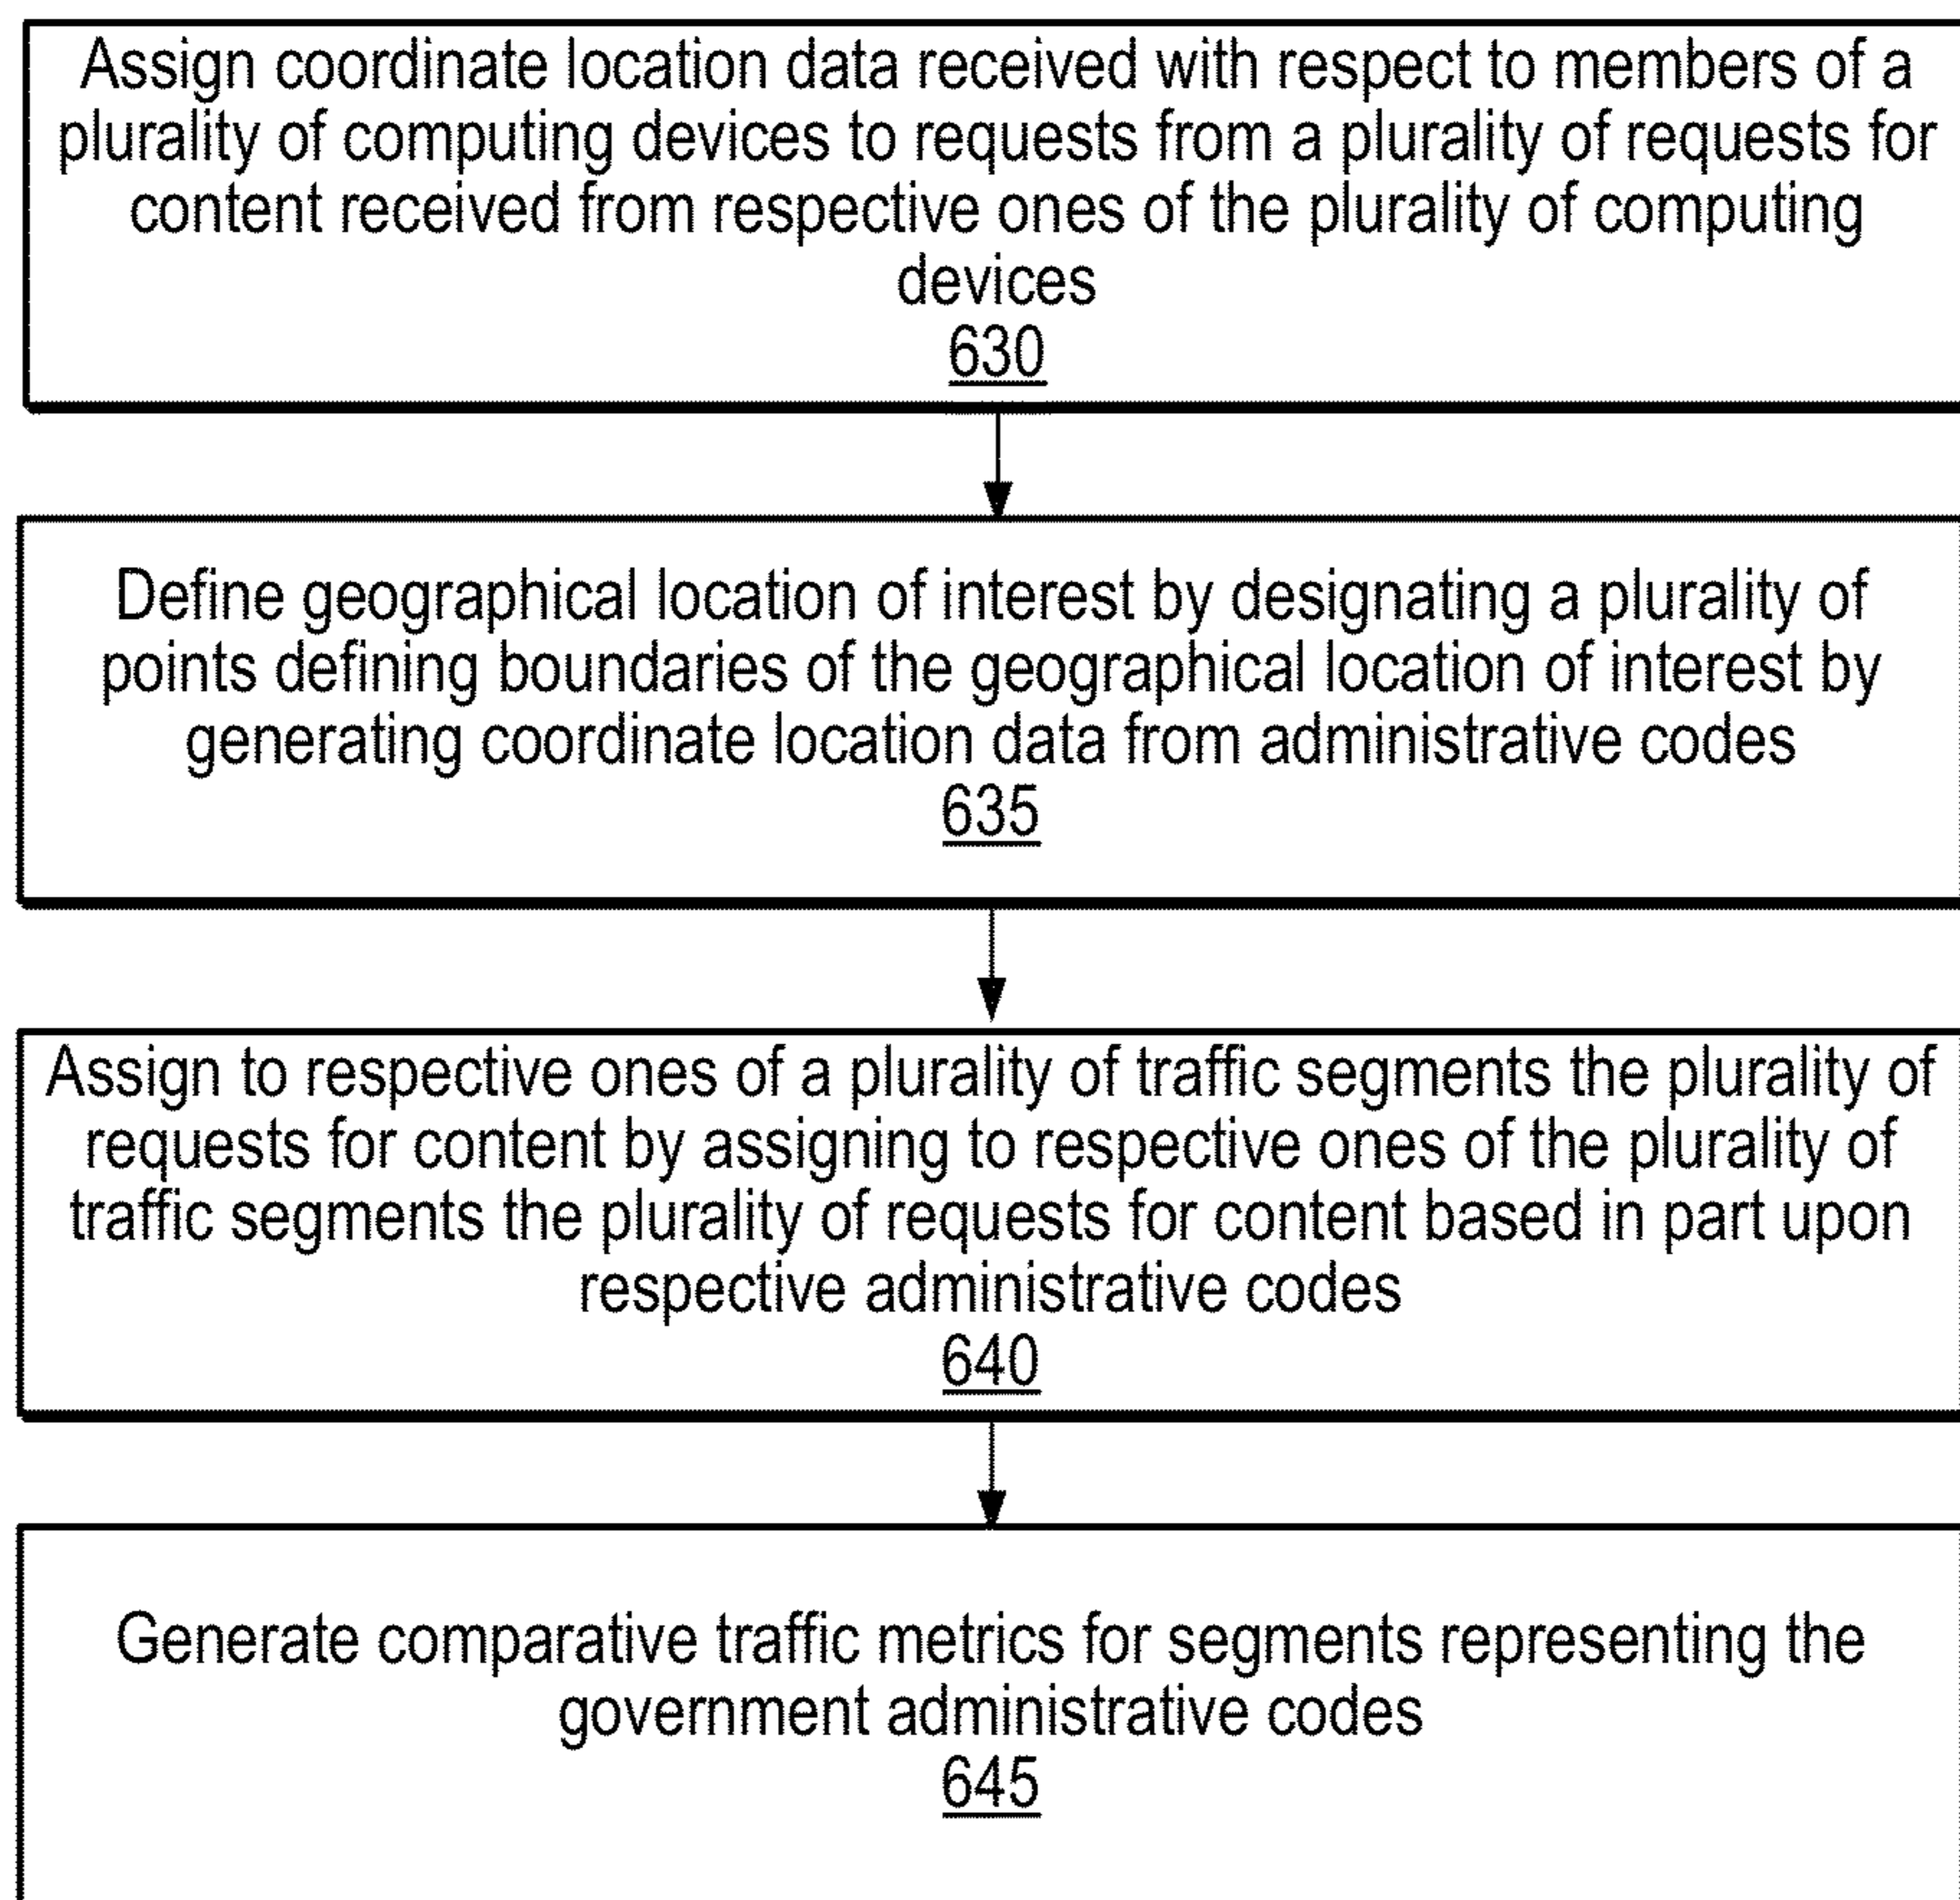 Assign coordinate location data received with respect to members of a
plurality of computing devices to requests from a plurality of requests for
content received from respective ones of the plurality of computing
devices
630
Define geographical location of interest by designating a plurality of
points defining boundaries of the geographical location of interest by
generating coordinate location data from administrative codes
635
Assign to respective ones of a plurality of traffic segments the plurality of
requests for content by assigning to respective ones of the plurality of
traffic segments the plurality of requests for content based in part upon
respective administrative codes
640
Generate comparative traffic metrics for segments representing the
government administrative codes
645